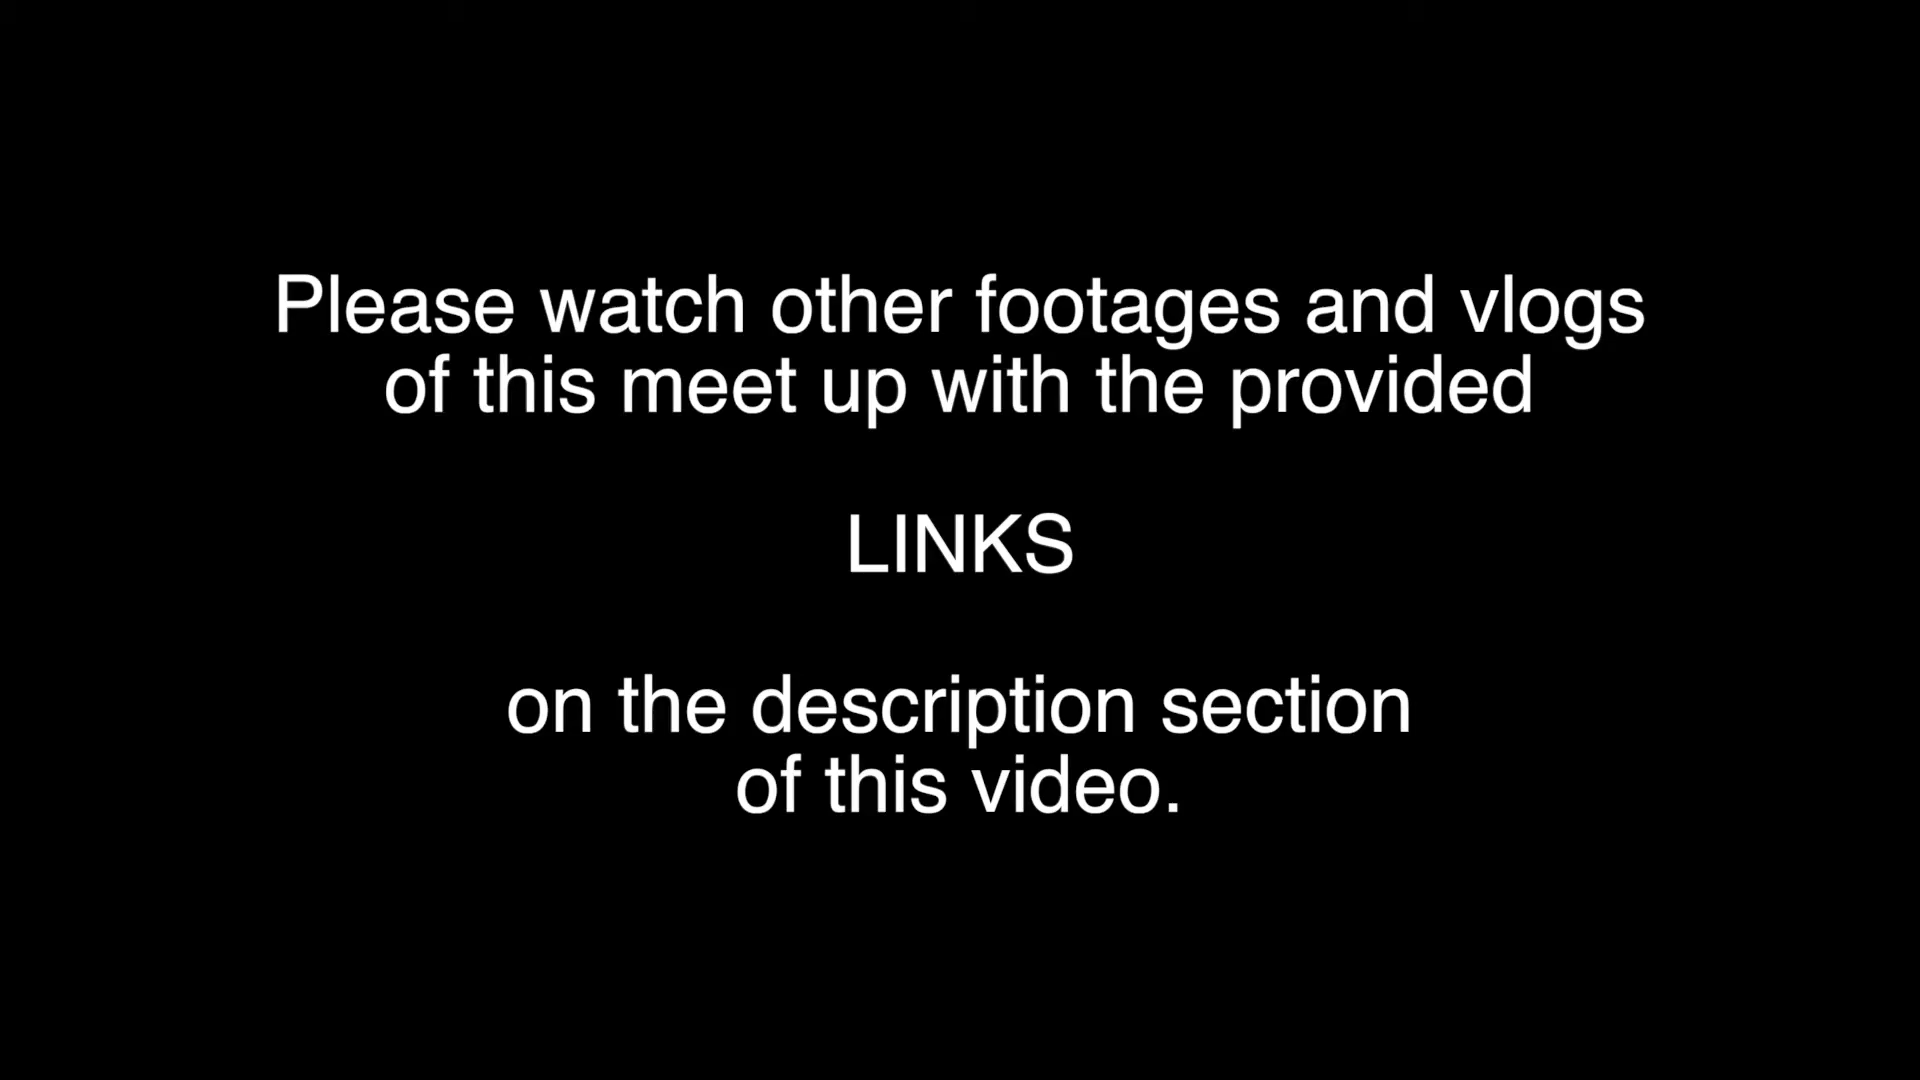 Please watch other footages and vlogs
of this meet up with the provided
LINKS
on the description section
of this video.